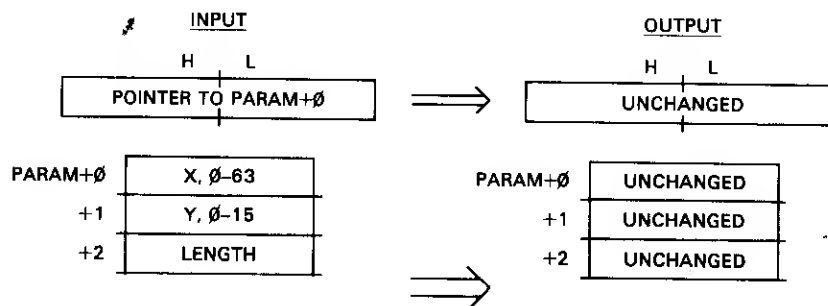 INPUT
OUTPUT
H L
H L
POINTER TO PARAM+Ø
UNCHANGED
PARAM+Ø X, Ø-63
+1 Y, Ø-15
+2 LENGTH
PARAM+Ø UNCHANGED
+1 UNCHANGED
+2 UNCHANGED